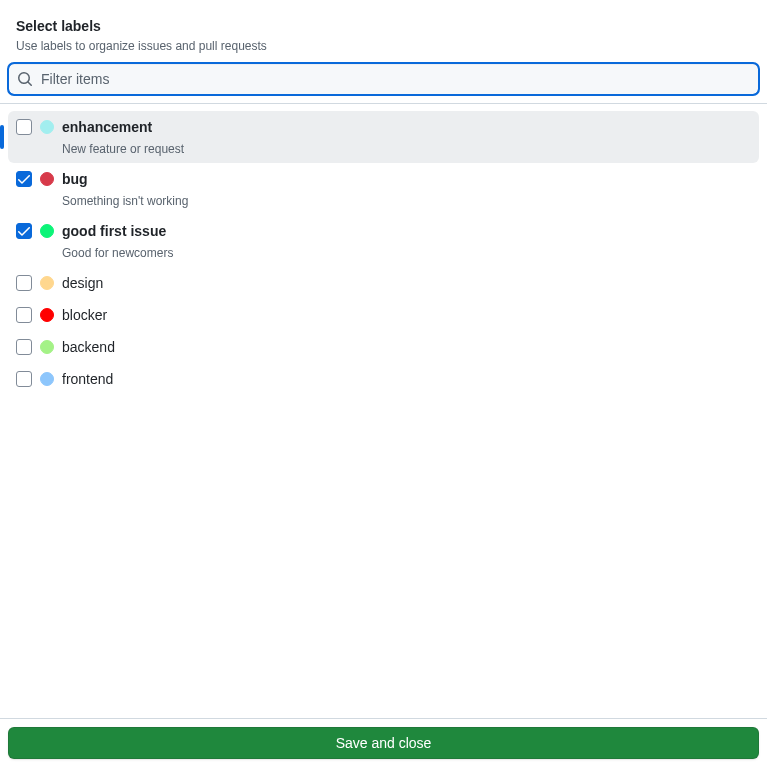 Select labels
Use labels to organize issues and pull requests
Filter items
enhancement
New feature or request
bug
Something isn't working
good first issue
Good for newcomers
design
blocker
backend
frontend
Save and close